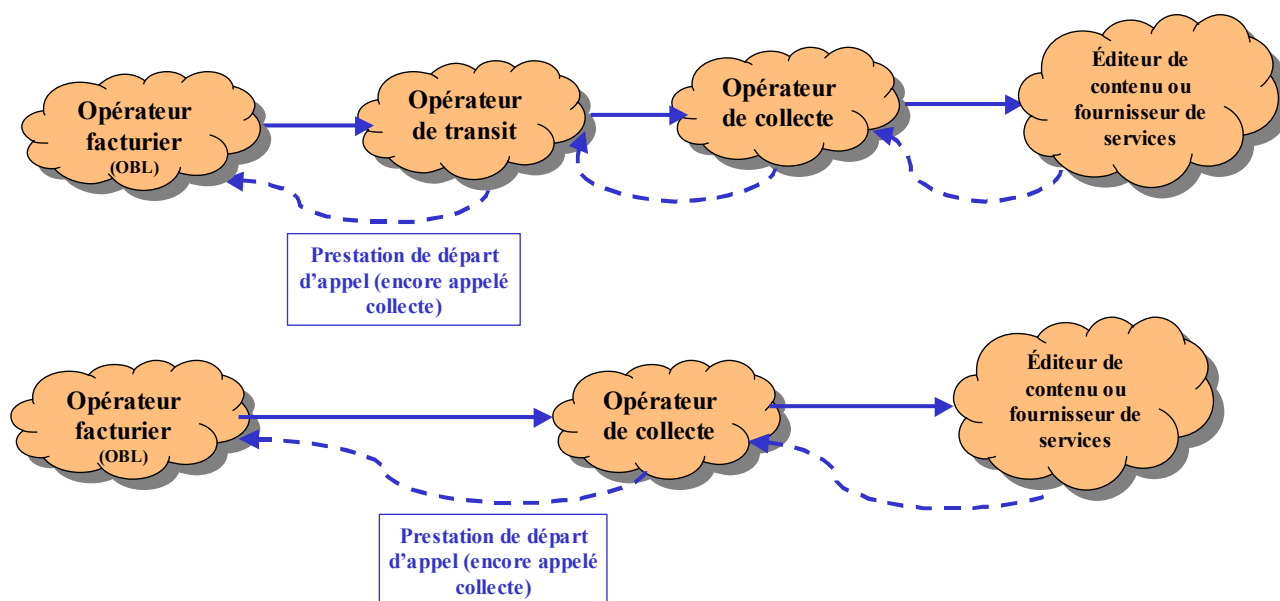 Opérateur
facturier
(OBL)
Opérateur
de transit
Opérateur
de collecte
Éditeur de
contenu ou
fournisseur de
services
Prestation de départ
d’appel (encore appelé
collecte)
Opérateur
facturier
(OBL)
Opérateur
de collecte
Éditeur de
contenu ou
fournisseur de
services
Prestation de départ
d’appel (encore appelé
collecte)